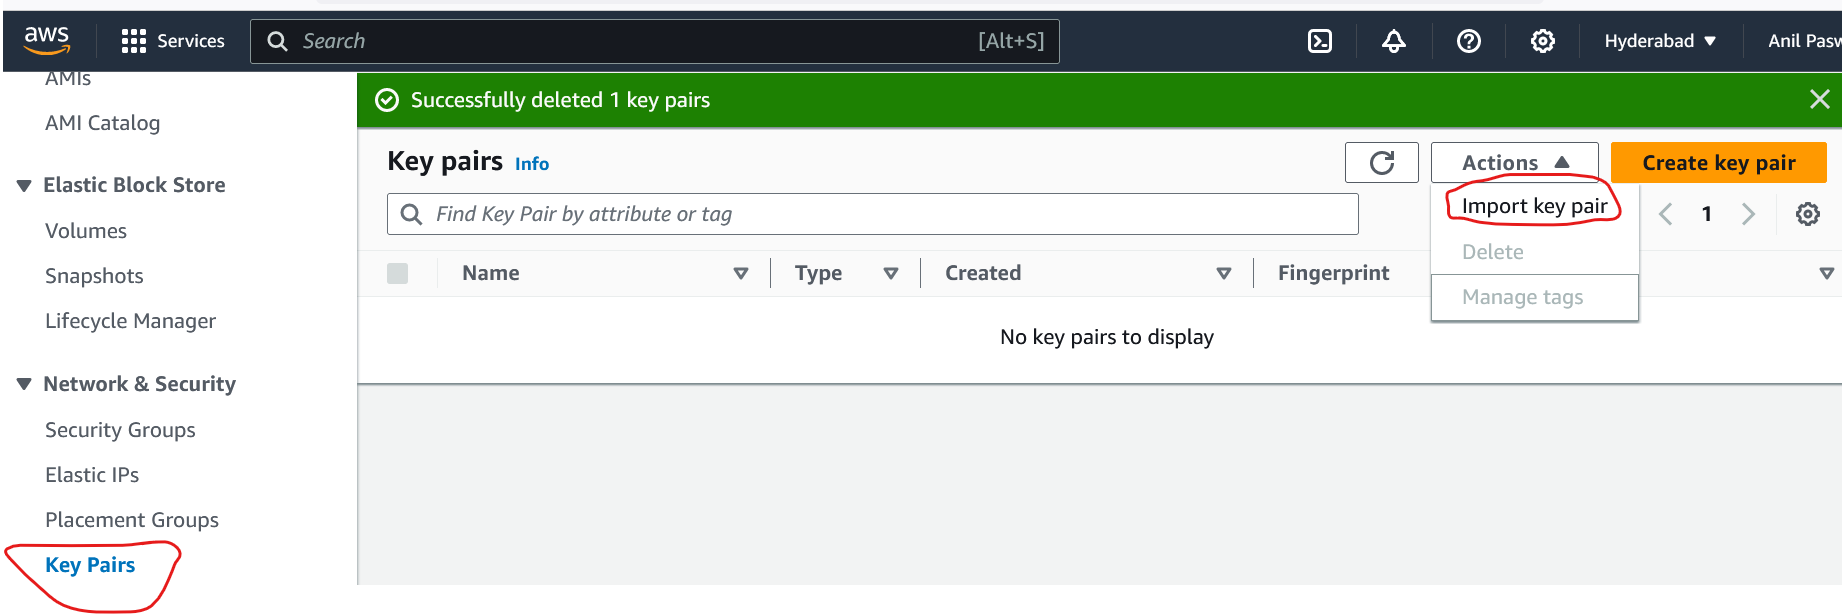 aws Services Search [Alt+S] Hyderabad Anil Pasw
AMIs
AMI Catalog
Elastic Block Store
Volumes
Snapshots
Lifecycle Manager
Network & Security
Security Groups
Elastic IPs
Placement Groups
Key Pairs
Successfully deleted 1 key pairs
Key pairs Info Actions Create key pair
Find Key Pair by attribute or tag 1
Import key pair
Delete
Manage tags
Name Type Created Fingerprint
No key pairs to display